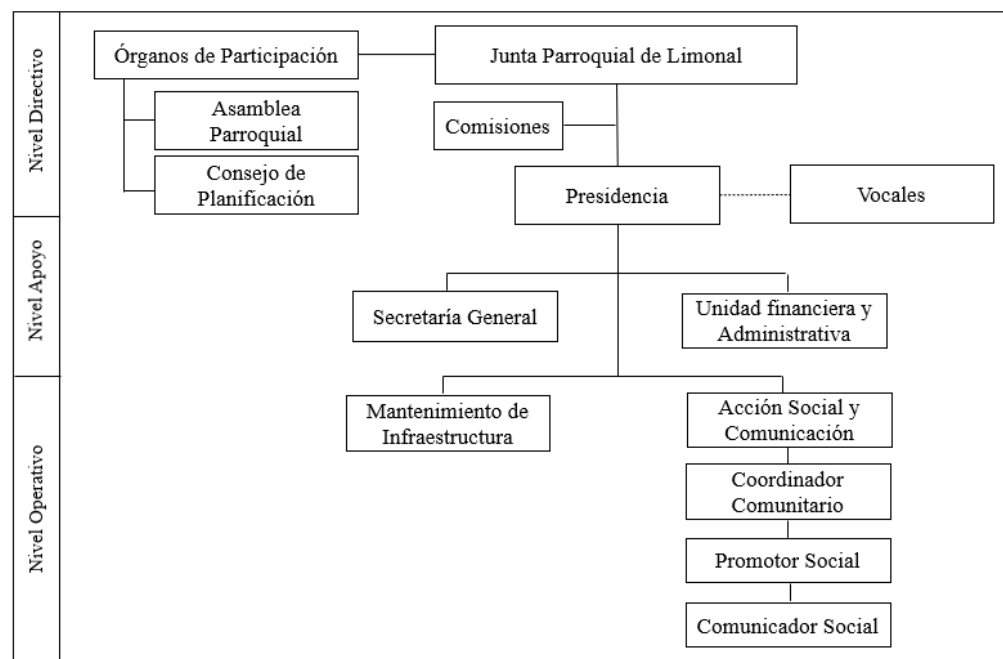 Nivel Directivo
Órganos de Participación
Junta Parroquial de Limonal
Asamblea
Parroquial
Comisiones
Consejo de
Planificación
Presidencia
Vocales
Nivel Apoyo
Secretaría General
Unidad financiera y
Administrativa
Nivel Operativo
Mantenimiento de
Infraestructura
Acción Social y
Comunicación
Coordinador
Comunitario
Promotor Social
Comunicador Social